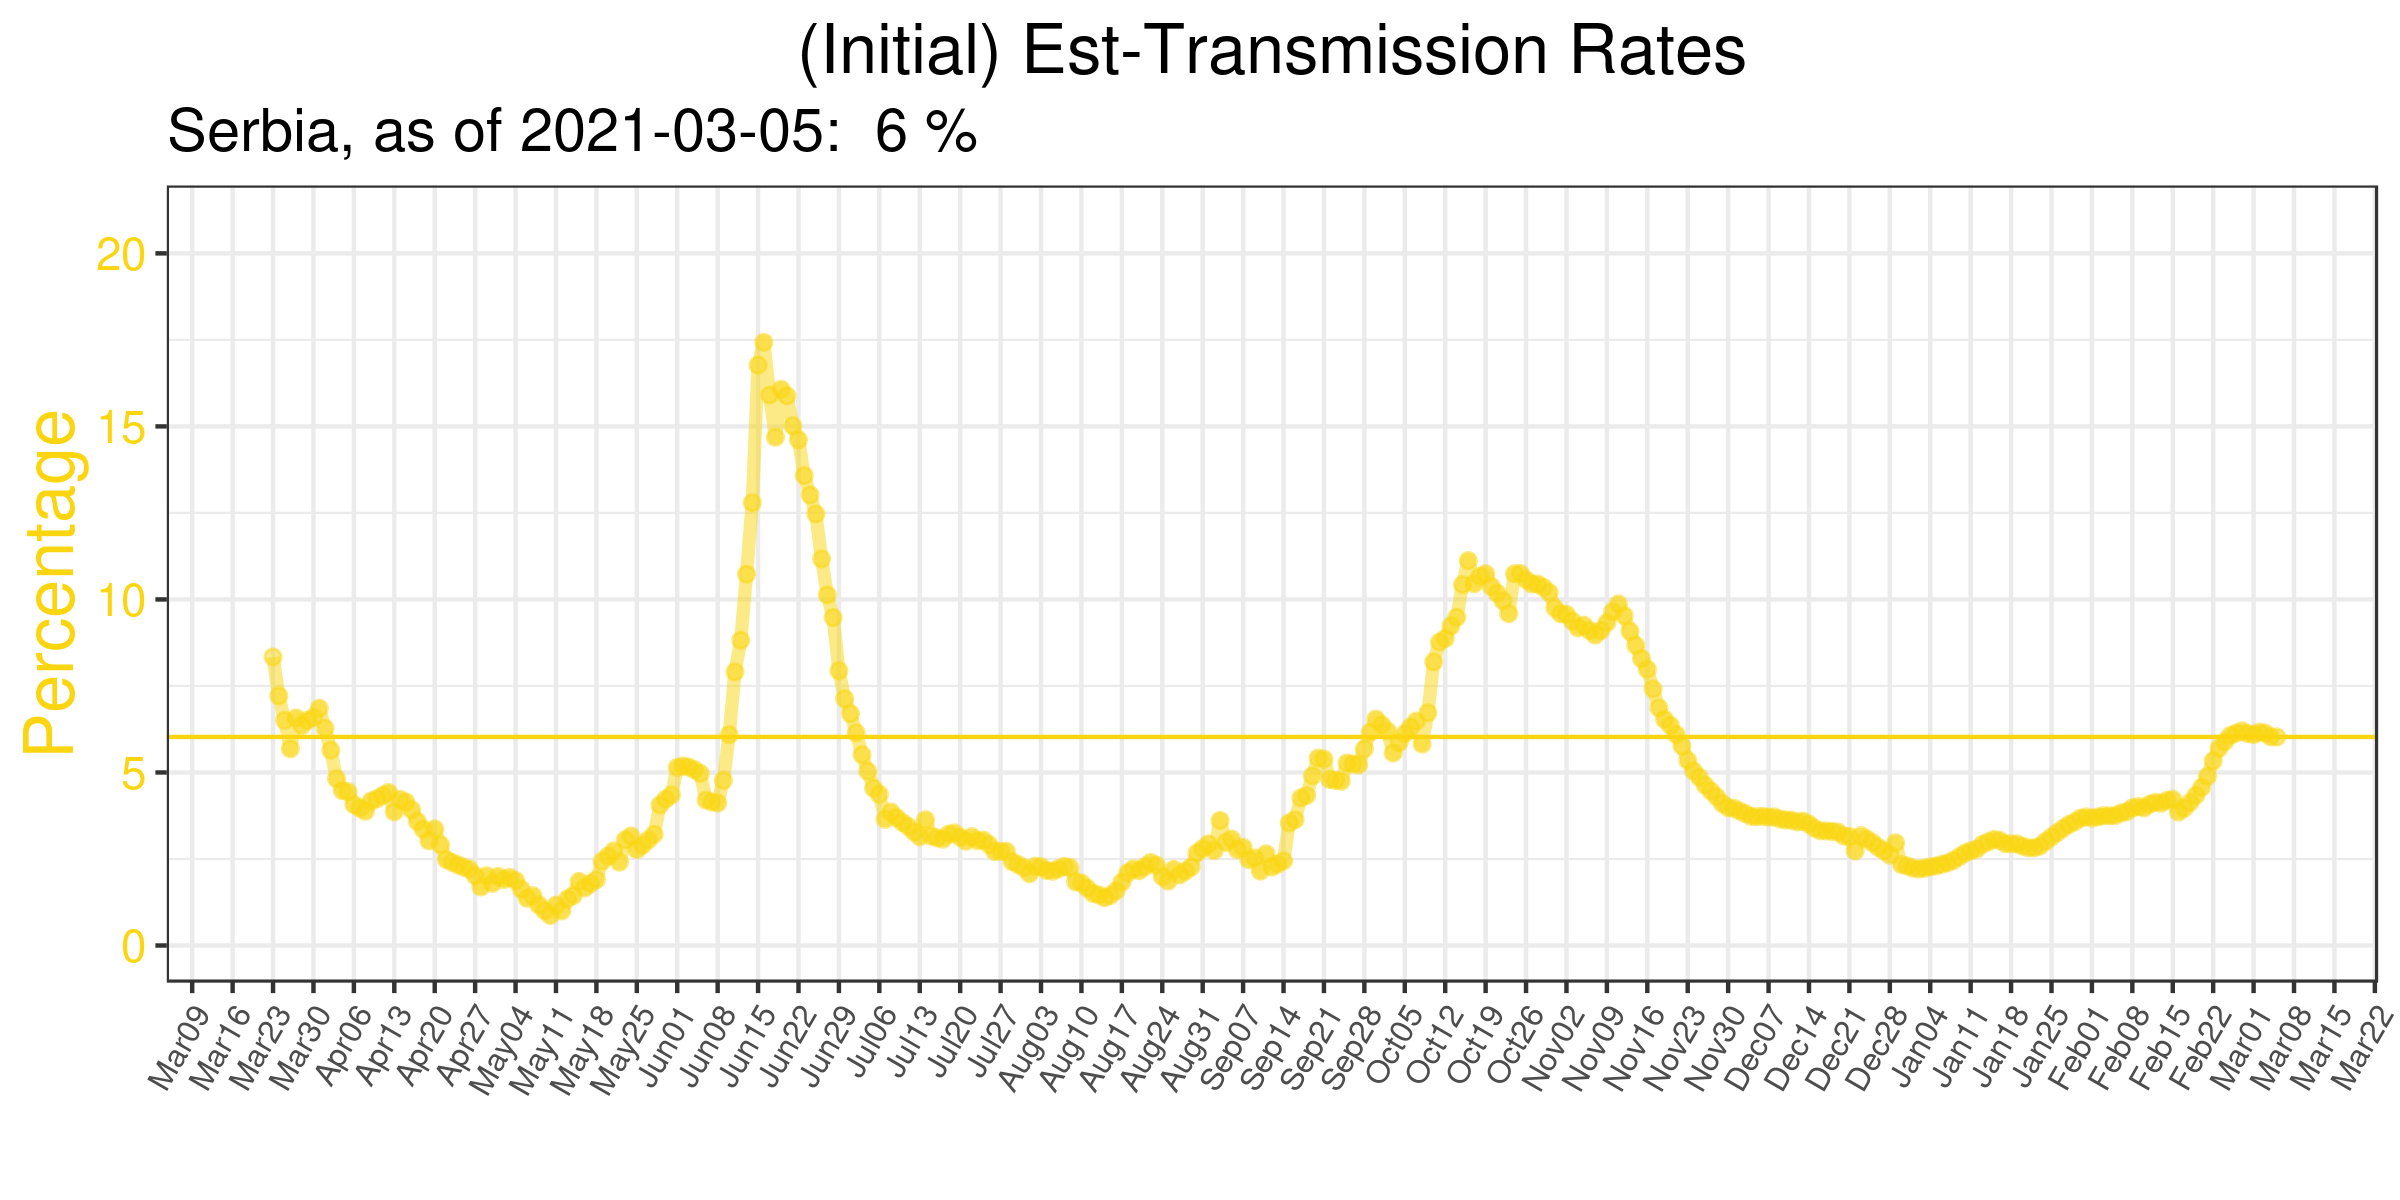 (Initial) Est-Transmission Rates
Serbia, as of 2021-03-05:  6 %
Percentage
20
15
10
5
0
Mar09
Mar16
Mar23
Mar30
Apr06
Apr13
Apr20
Apr27
May04
May11
May18
May25
Jun01
Jun08
Jun15
Jun22
Jun29
Jul06
Jul13
Jul20
Jul27
Aug03
Aug10
Aug17
Aug24
Aug31
Sep07
Sep14
Sep21
Sep28
Oct05
Oct12
Oct19
Oct26
Nov02
Nov09
Nov16
Nov23
Nov30
Dec07
Dec14
Dec21
Dec28
Jan04
Jan11
Jan18
Jan25
Feb01
Feb08
Feb15
Feb22
Mar01
Mar08
Mar15
Mar22